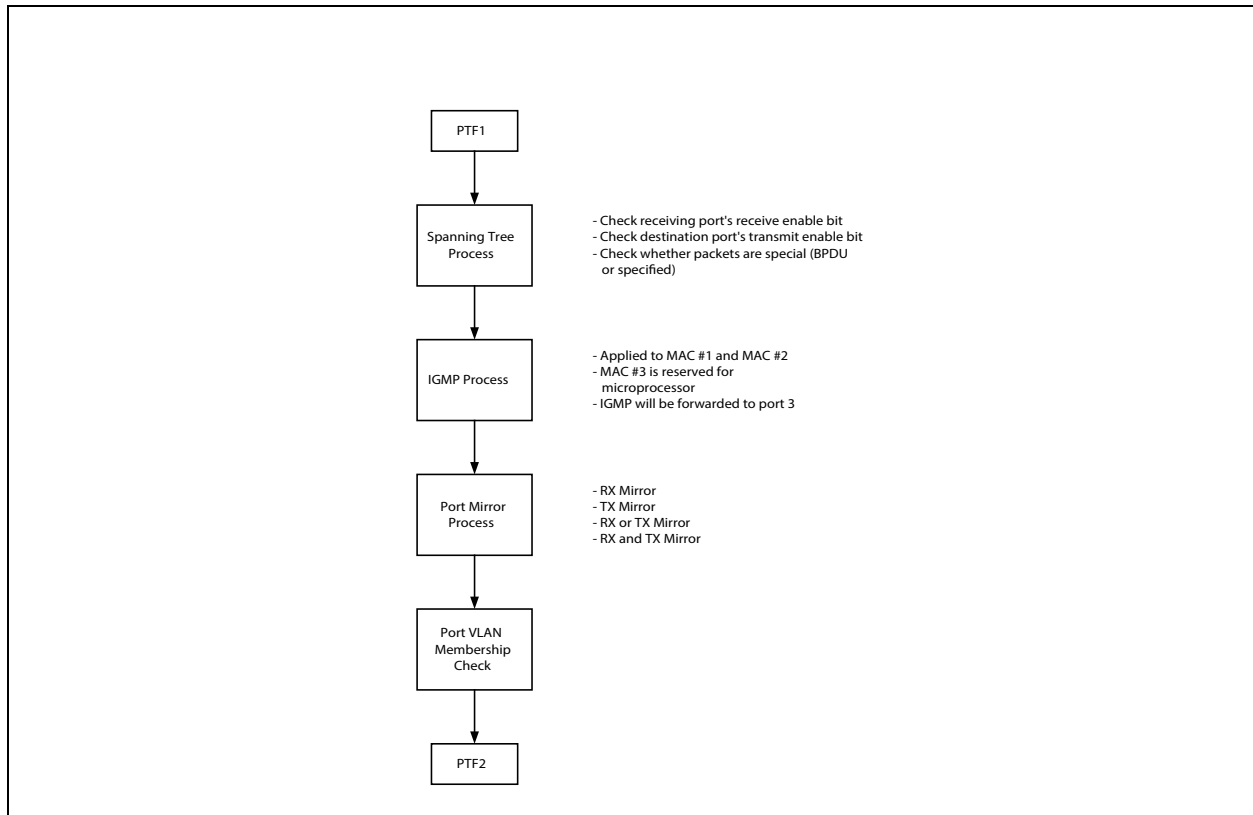 PTF1
Spanning Tree
Process
- Check receiving port's receive enable bit
- Check destination port's transmit enable bit
- Check whether packets are special (BPDU
or specified)
IGMP Process
- Applied to MAC #1 and MAC #2
- MAC #3 is reserved for
microprocessor
- IGMP will be forwarded to port 3
Port Mirror
Process
- RX Mirror
- TX Mirror
- RX or TX Mirror
- RX and TX Mirror
Port VLAN
Membership
Check
PTF2